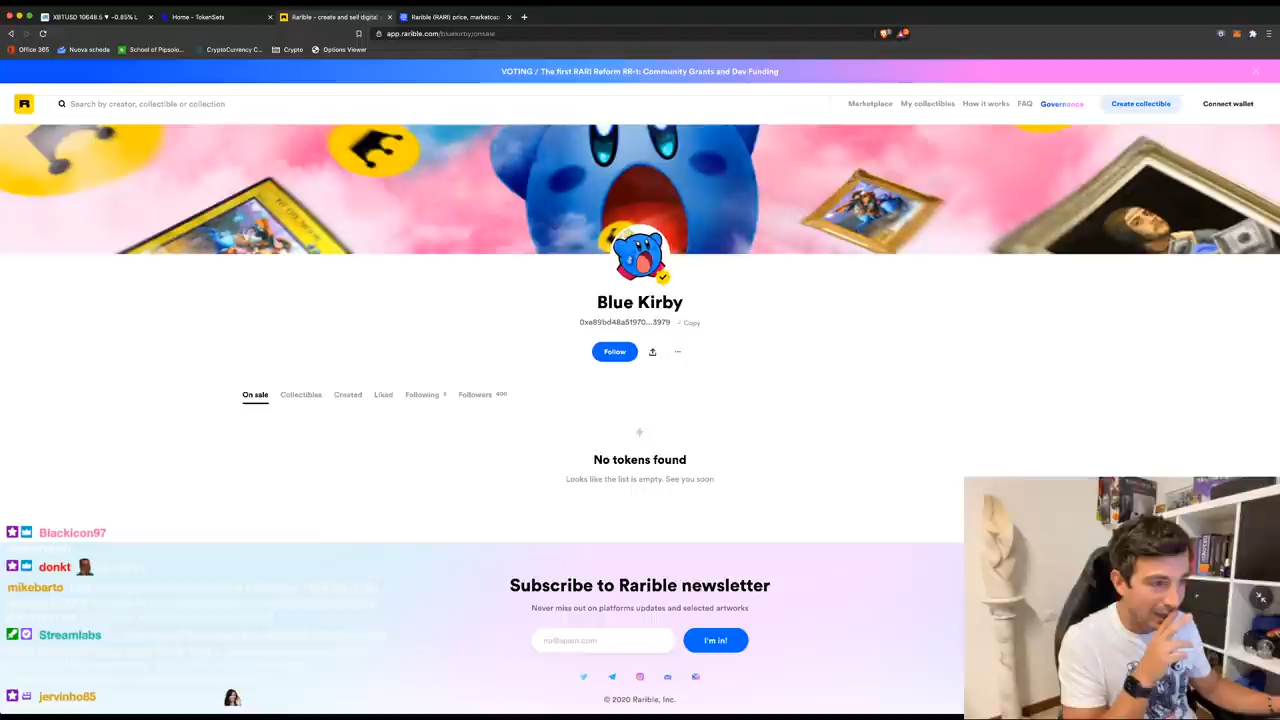 XBTUSD 10648.5 ▼ -0.85% L
Home - TokenSets
Rarible - create and sell digital
Rarible (RARI) price, marketcap
app.rarible.com/bluekirby/onsale
Office 365
Nuova scheda
School of Pipsolo...
CryptoCurrency C...
Crypto
Options Viewer
VOTING / The first RARI Reform RR-1: Community Grants and Dev Funding
Search by creator, collectible or collection
Marketplace
My collectibles
How it works
FAQ
Governance
Create collectible
Connect wallet
Blue Kirby
0xe89bd48a51970...3979
Copy
Follow
On sale
Collectibles
Created
Liked
Following 3
Followers 400
No tokens found
Looks like the list is empty. See you soon
Blackicon97
donkt
mikebarto
Streamlabs
jervinho85
Subscribe to Rarible newsletter
Never miss out on platforms updates and selected artworks
no@spam.com
I'm in!
© 2020 Rarible, Inc.